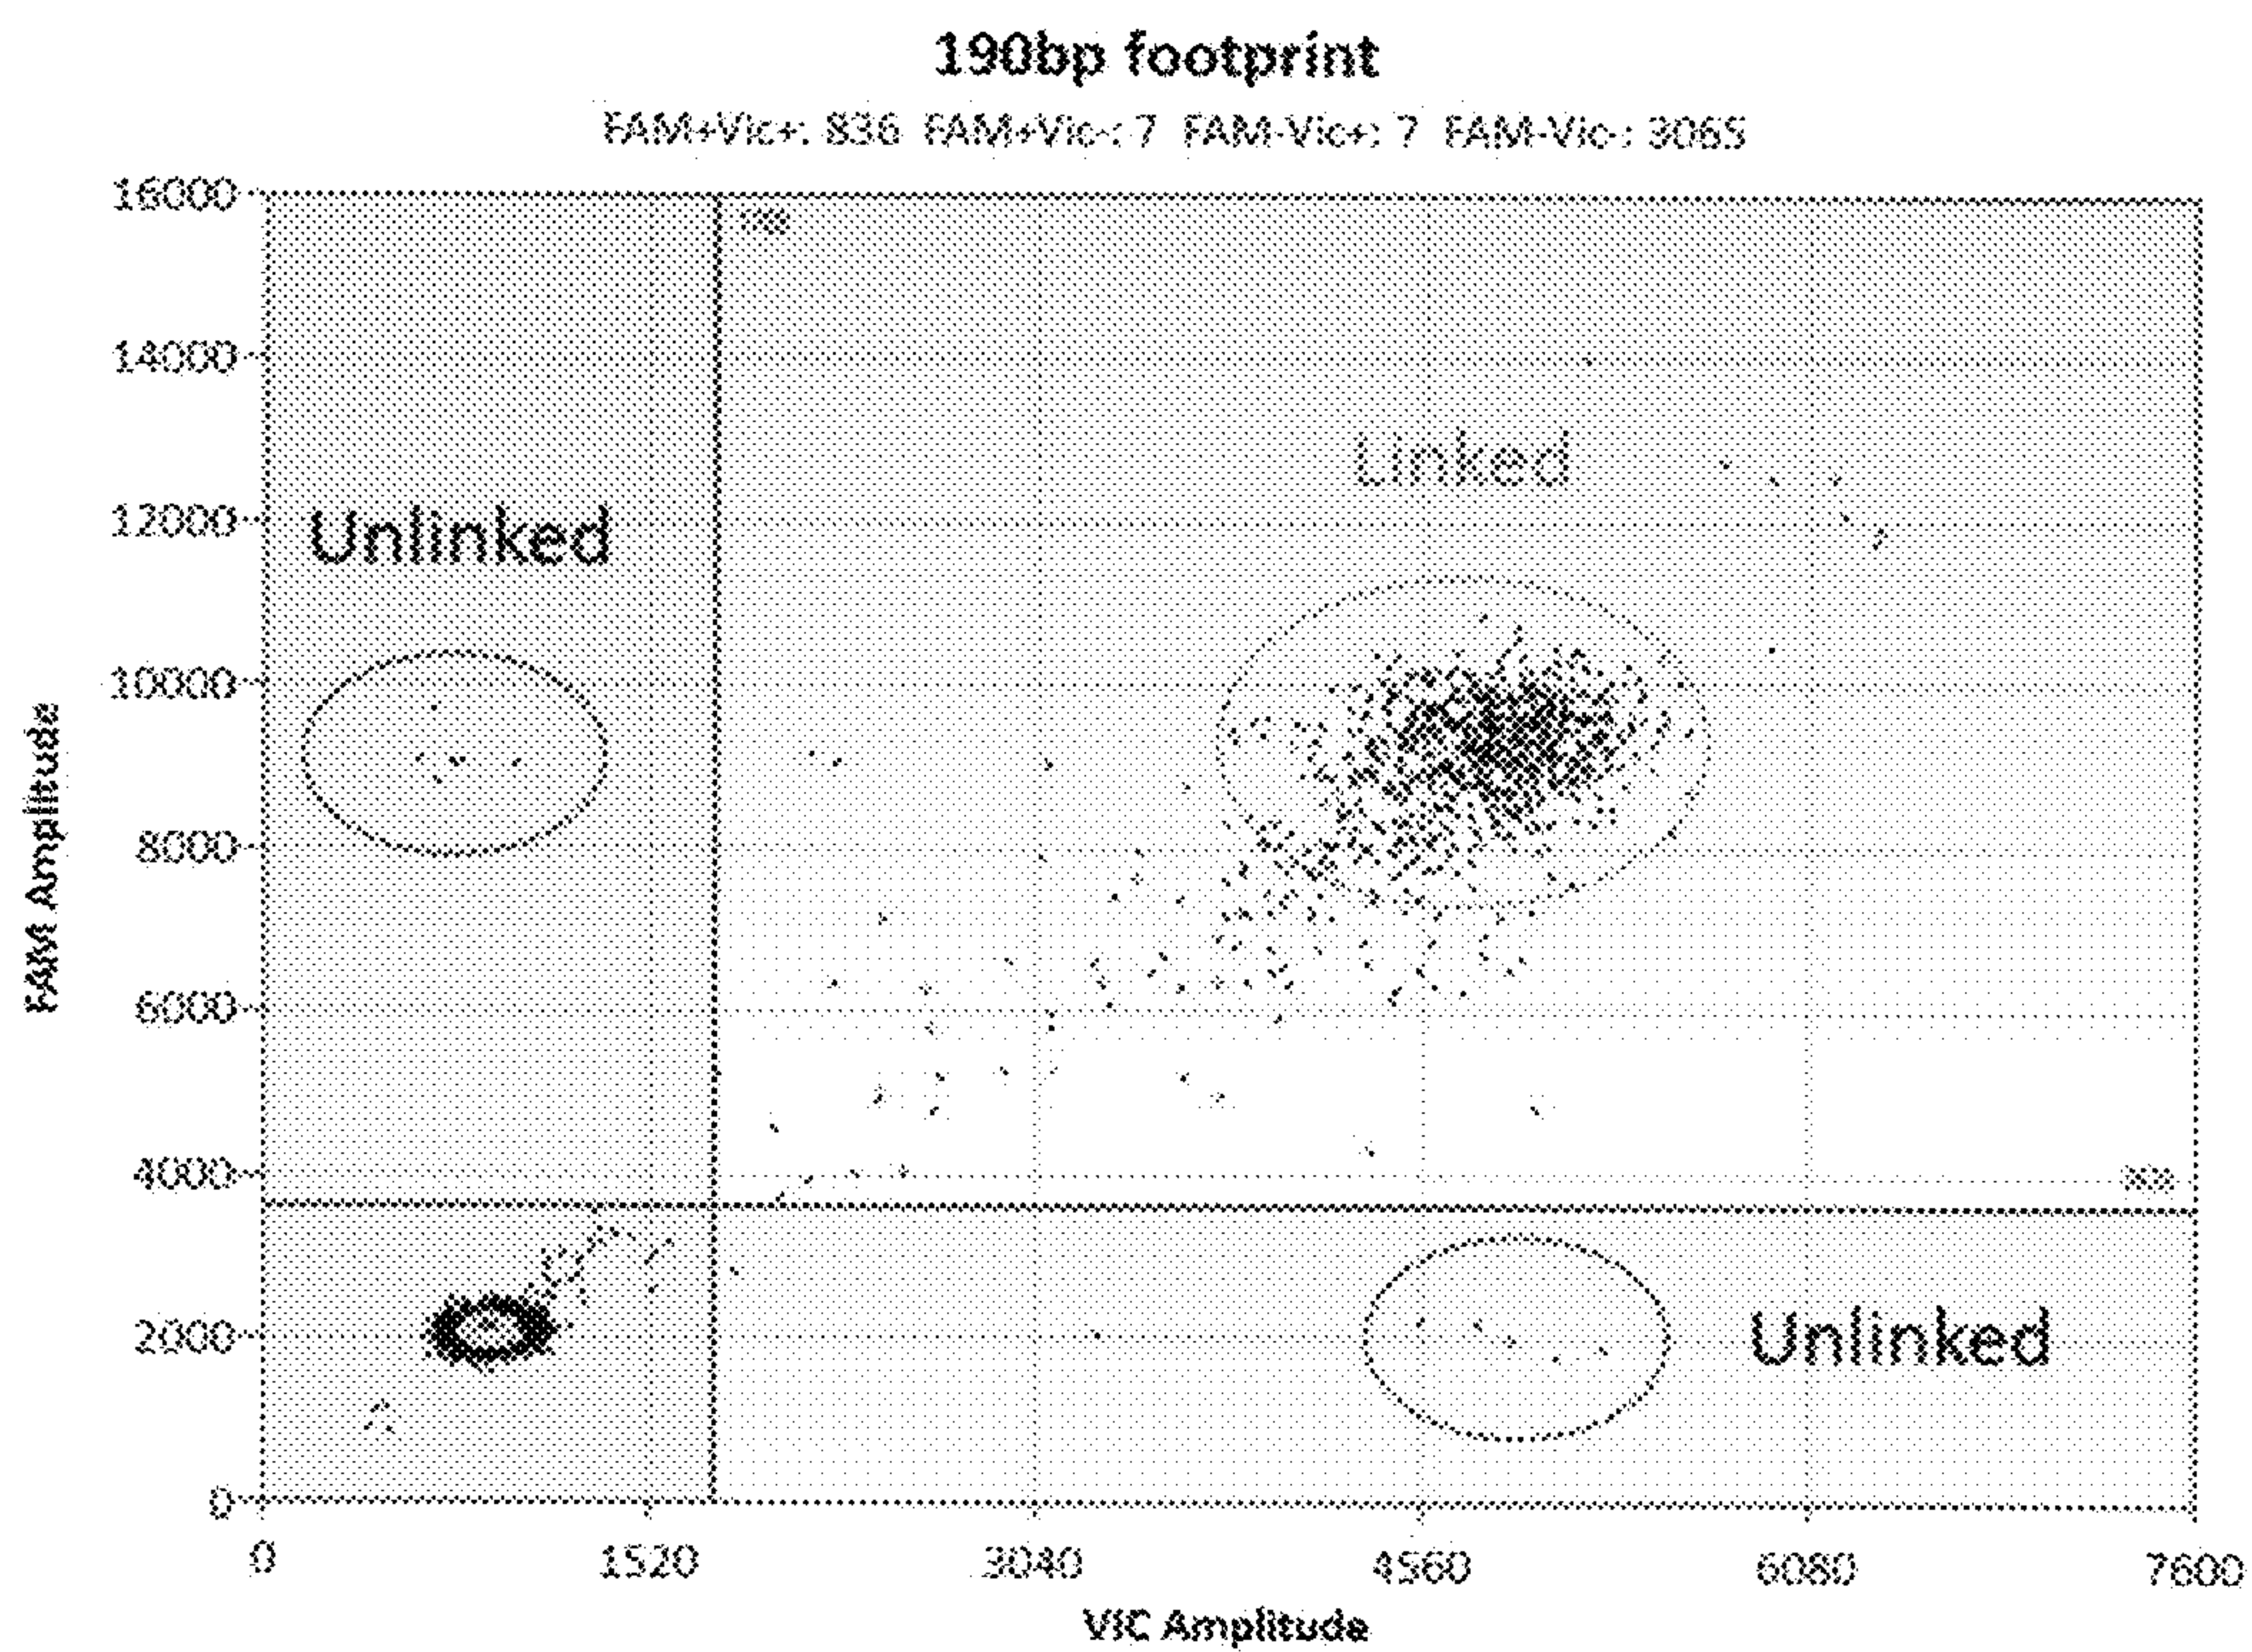 190bp footprint
FAM+Vic+: 836 FAM+Vic-: 7 FAM-Vic+: 7 FAM-Vic-: 3065
16000
14000
Linked
12000
Unlinked
10000
FAM Amplitude
8000
6000
4000
2000
Unlinked
0
0 1520 3040 4560 6080 7600
VIC Amplitude